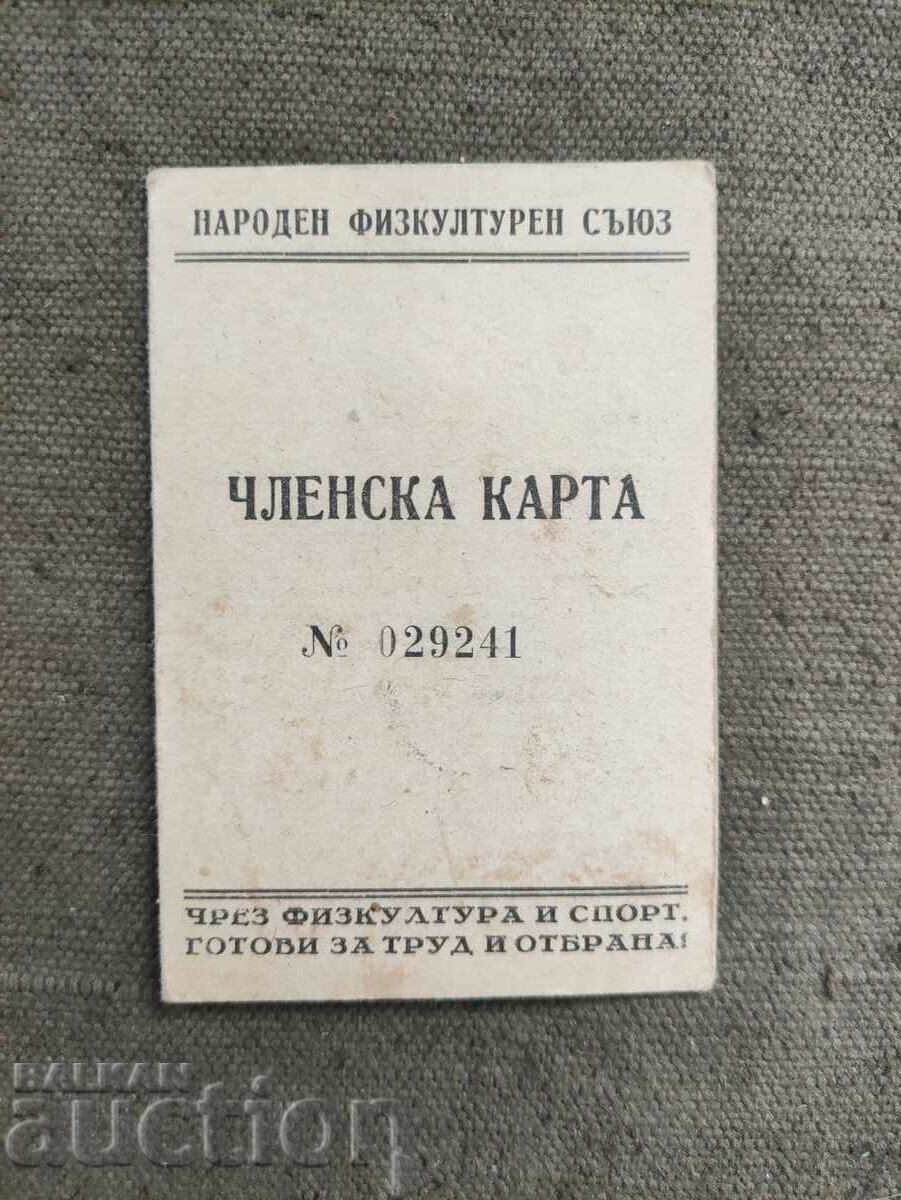 НАРОДЕН ФИЗКУЛТУРЕН СЪЮЗ
ЧЛЕНСКА КАРТА
№ 029241
ЧРЕЗ ФИЗКУЛТУРА И СПОРТ,
ГОТОВИ ЗА ТРУД И ОТБРАНА!
BALKAN
auction